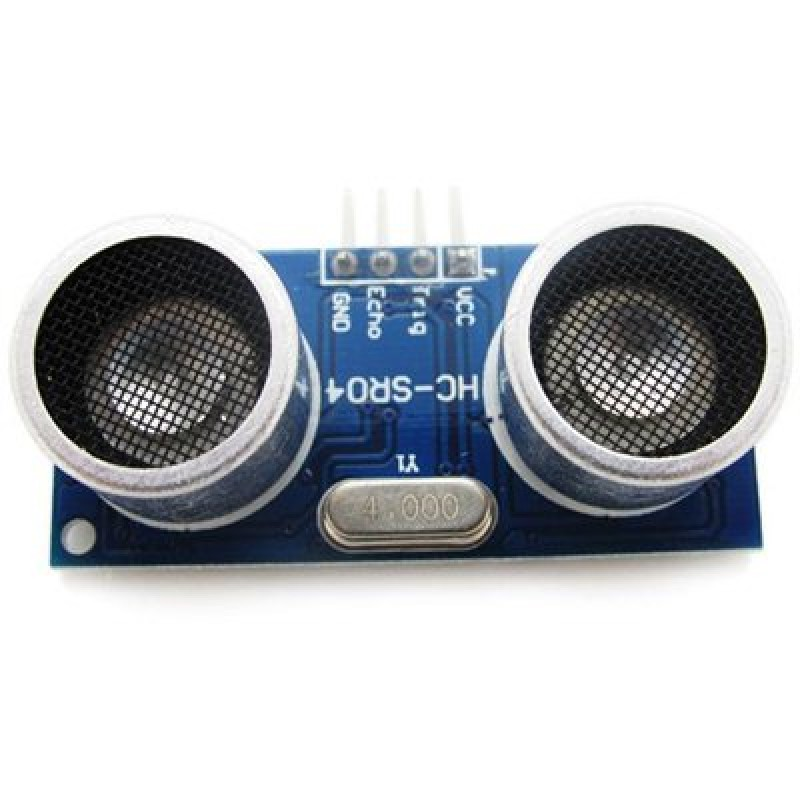 GND
Echo
Trig
VCC
HC-SR04
Y1
4.000